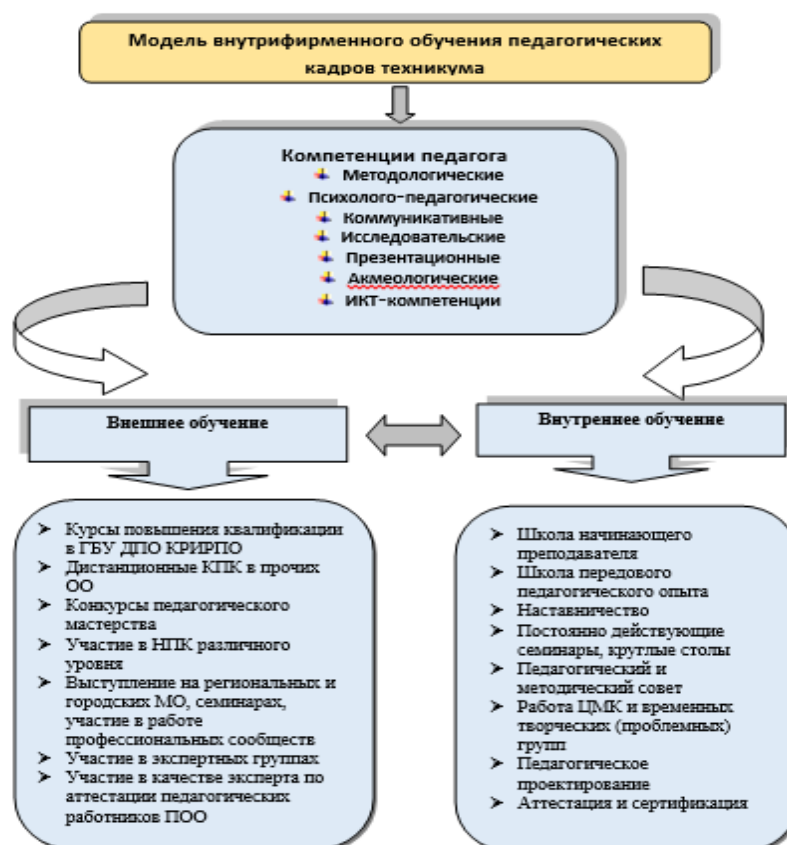 Модель внутрифирменного обучения педагогических
кадров техникума
Компетенции педагога
Методологические
Психолого-педагогические
Коммуникативные
Исследовательские
Презентационные
Акмеологические
ИКТ-компетенции
Внешнее обучение
Внутреннее обучение
Курсы повышения квалификации
в ГБУ ДПО КРИРПО
Дистанционные КПК в прочих
ОО
Конкурсы педагогического
мастерства
Участие в НПК различного
уровня
Выступление на региональных и
городских МО, семинарах,
участие в работе
профессиональных сообществ
Участие в экспертных группах
Участие в качестве эксперта по
аттестации педагогических
работников ПОО
Школа начинающего
преподавателя
Школа передового
педагогического опыта
Наставничество
Постоянно действующие
семинары, круглые столы
Педагогический и
методический совет
Работа ЦМК и временных
творческих (проблемных)
групп
Педагогическое
проектирование
Аттестация и сертификация